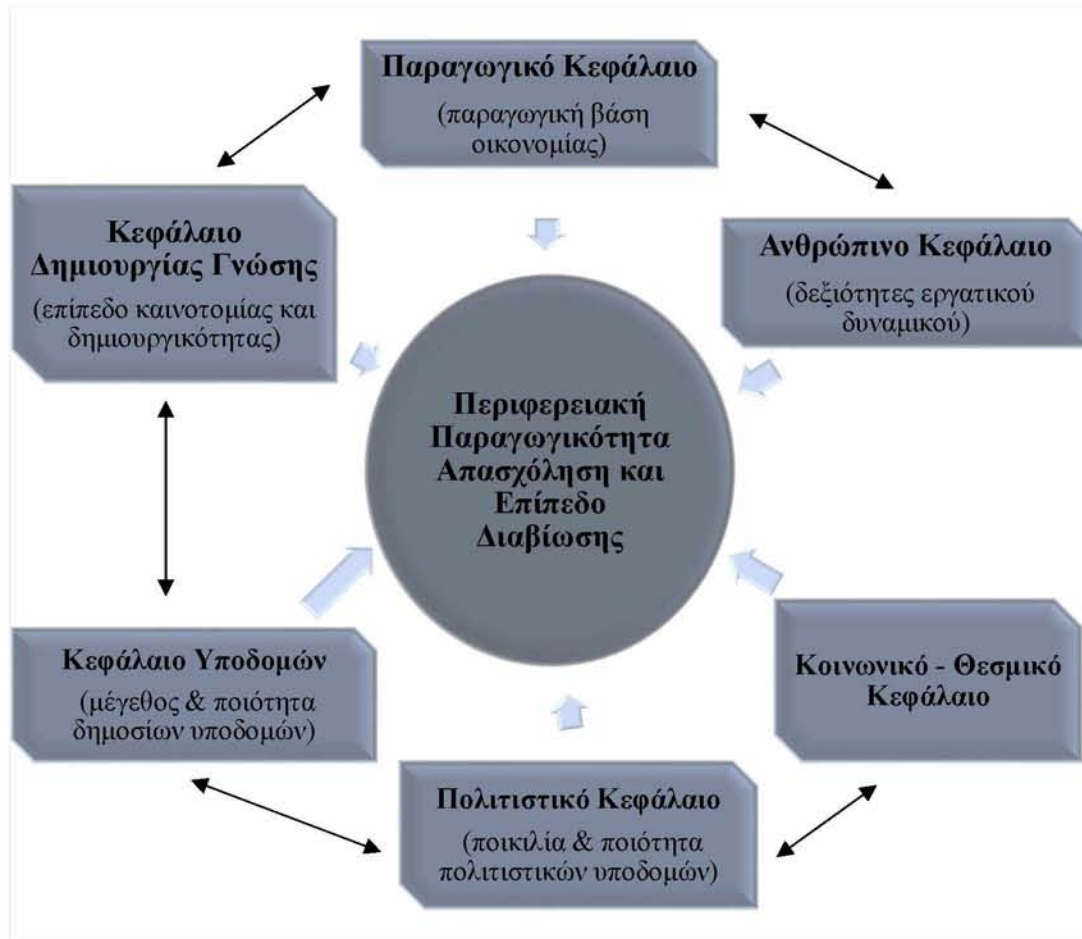 Παραγωγικό Κεφάλαιο
(παραγωγική βάση
οικονομίας)
Κεφάλαιο
Δημιουργίας Γνώσης
(επίπεδο καινοτομίας και
δημιουργικότητας)
Ανθρώπινο Κεφάλαιο
(δεξιότητες εργατικού
δυναμικού)
Περιφερειακή
Παραγωγικότητα
Απασχόληση και
Επίπεδο
Διαβίωσης
Κεφάλαιο Υποδομών
(μέγεθος & ποιότητα
δημοσίων υποδομών)
Κοινωνικό - Θεσμικό
Κεφάλαιο
Πολιτιστικό Κεφάλαιο
(ποικιλία & ποιότητα
πολιτιστικών υποδομών)